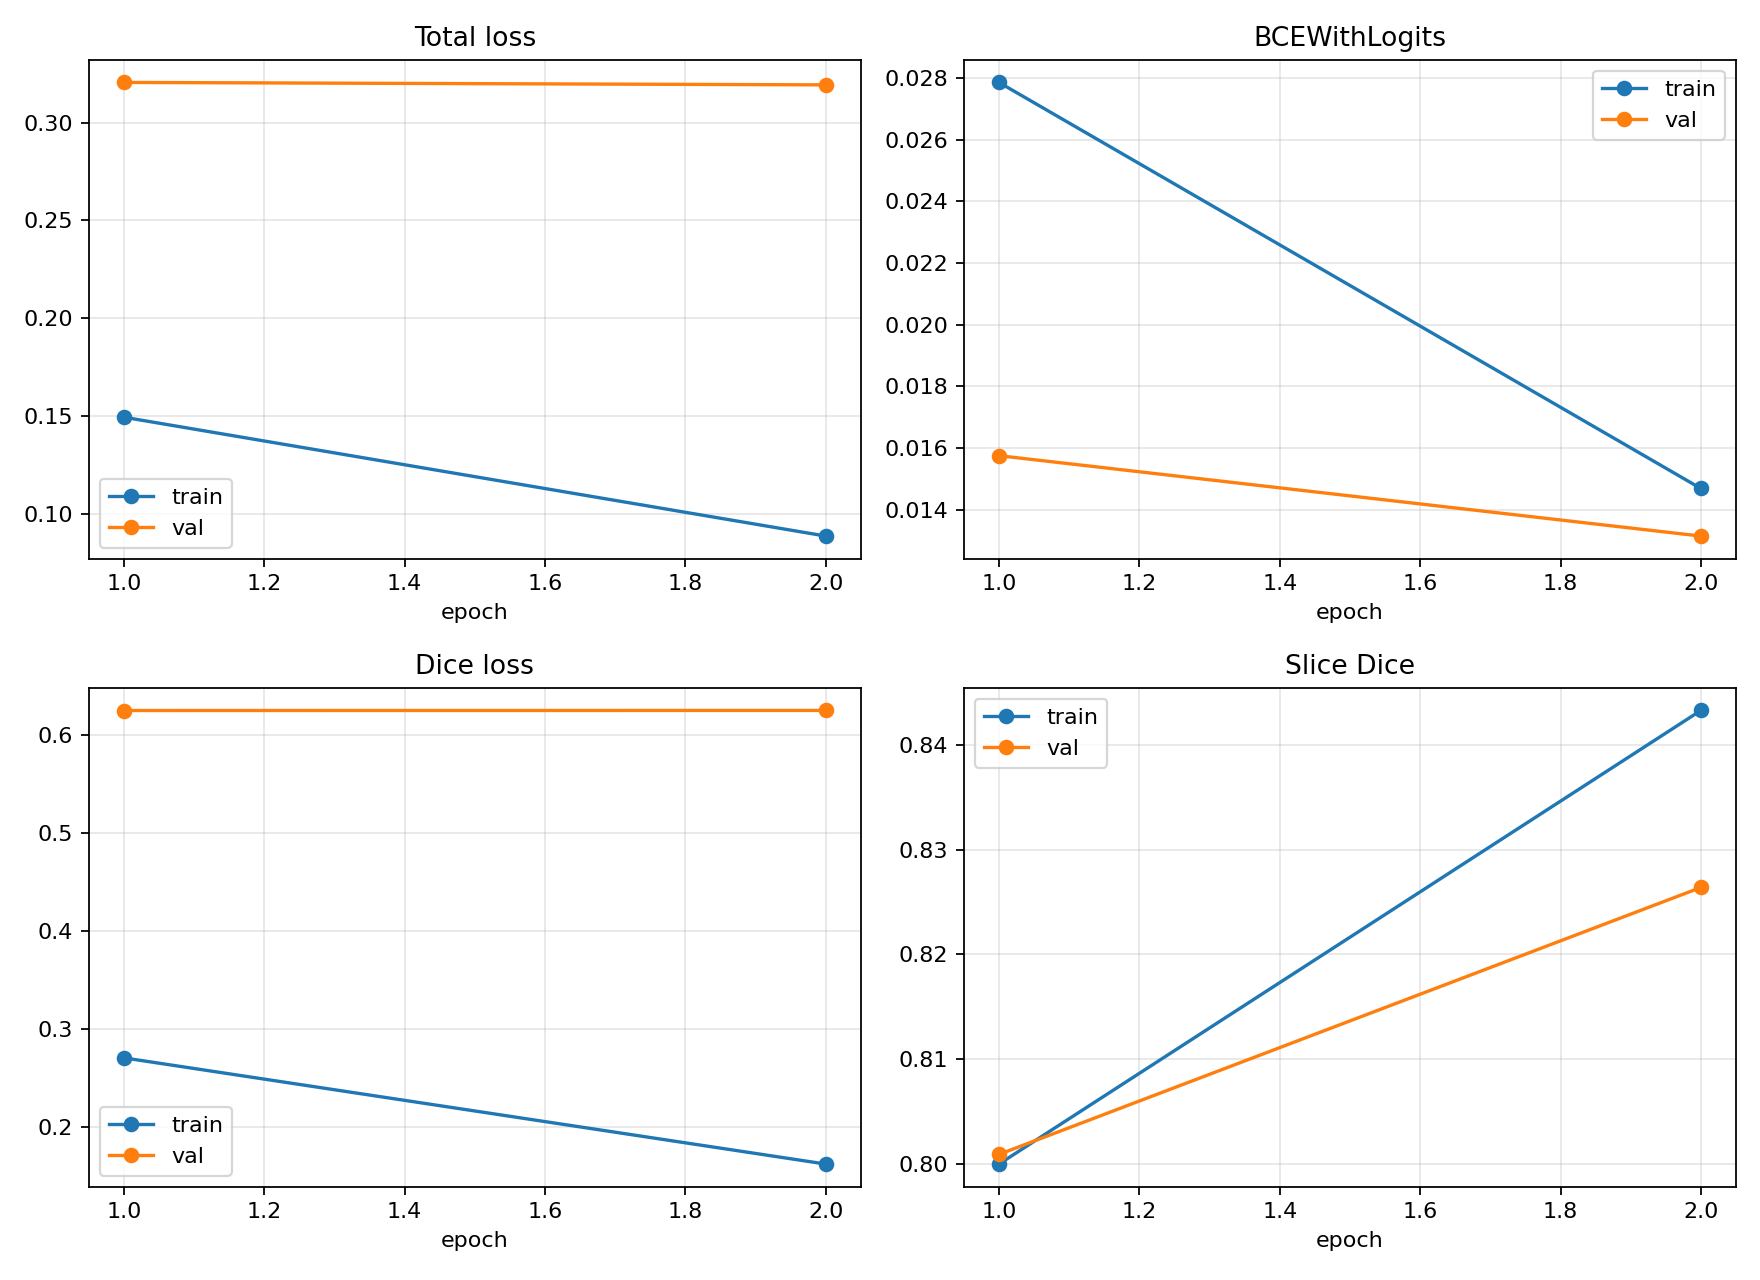 Total loss
0.30
0.25
0.20
0.15
0.10
train
val
1.0 1.2 1.4 1.6 1.8 2.0
epoch
BCEWithLogits
0.028
0.026
0.024
0.022
0.020
0.018
0.016
0.014
train
val
1.0 1.2 1.4 1.6 1.8 2.0
epoch
Dice loss
0.6
0.5
0.4
0.3
0.2
train
val
1.0 1.2 1.4 1.6 1.8 2.0
epoch
Slice Dice
train
val
0.84
0.83
0.82
0.81
0.80
1.0 1.2 1.4 1.6 1.8 2.0
epoch